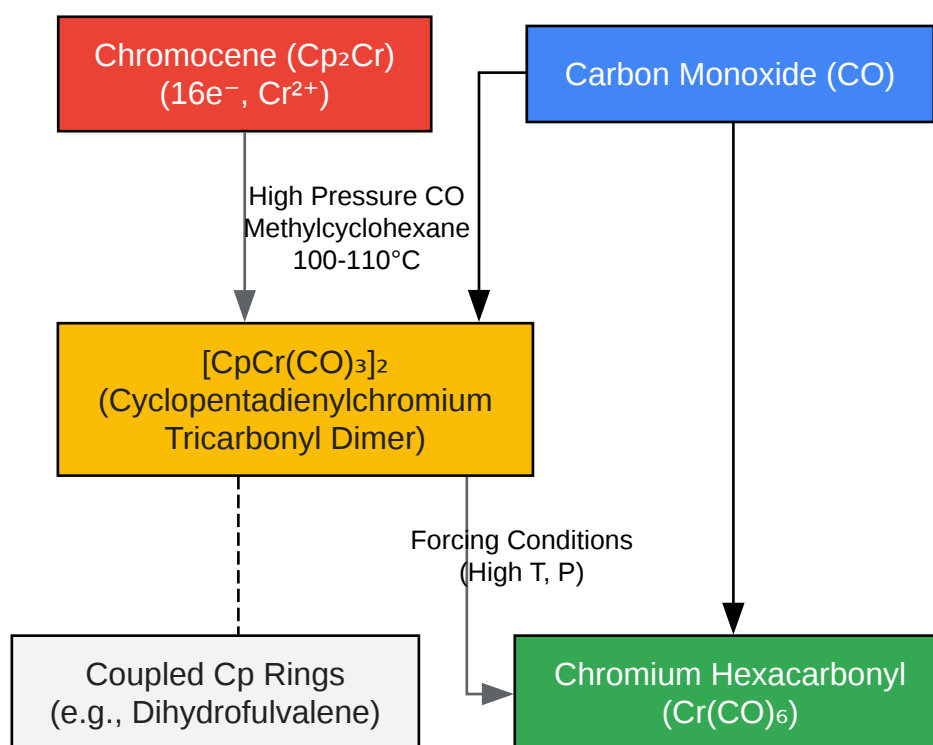 Chromocene (Cp₂Cr)
(16e⁻, Cr²⁺)
Carbon Monoxide (CO)
High Pressure CO
Methylcyclohexane
100-110°C
[CpCr(CO)₃]₂
(Cyclopentadienylchromium
Tricarbonyl Dimer)
Forcing Conditions
(High T, P)
Coupled Cp Rings
(e.g., Dihydrofulvalene)
Chromium Hexacarbonyl
(Cr(CO)₆)